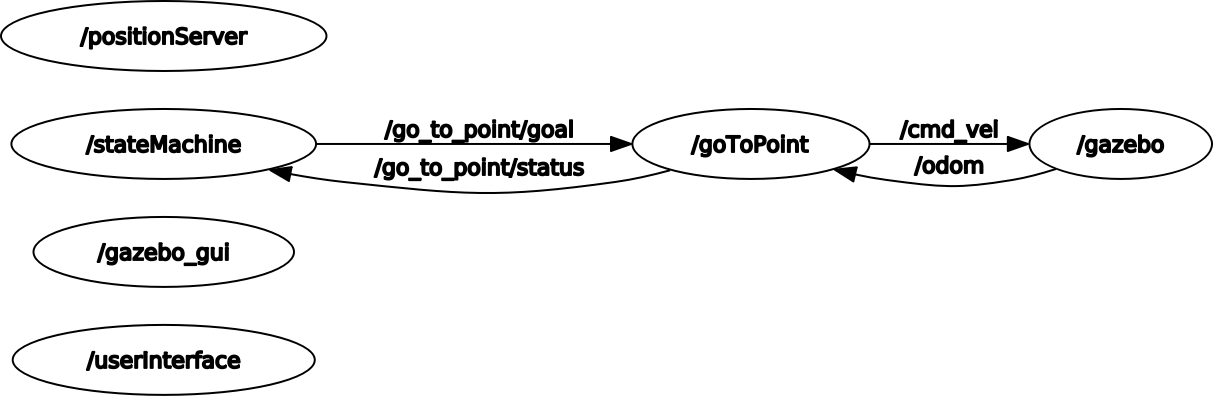 /positionServer
/stateMachine
/go_to_point/goal
/go_to_point/status
/goToPoint
/cmd_vel
/odom
/gazebo
/gazebo_gui
/userInterface